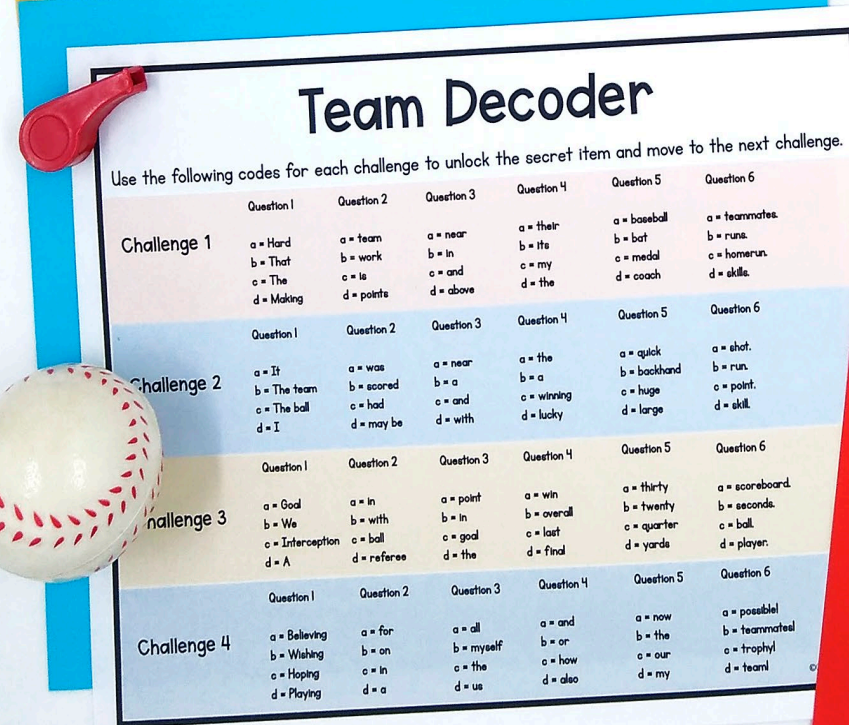 Team Decoder
Use the following codes for each challenge to unlock the secret item and move to the next challenge.
Question 1 Question 2 Question 3 Question 4 Question 5 Question 6
Challenge 1
a = Hard a = team a = near a = their a = baseball a = teammates.
b = That b = work b = in b = its b = bat b = runs.
c = The c = is c = and c = my c = medal c = homerun.
d = Making d = points d = above d = the d = coach d = skills.
Question 1 Question 2 Question 3 Question 4 Question 5 Question 6
Challenge 2
a = It a = was a = near a = the a = quick a = shot.
b = The team b = scored b = a b = a b = backhand b = run.
c = The ball c = had c = and c = winning c = huge c = point.
d = I d = may be d = with d = lucky d = large d = skill.
Question 1 Question 2 Question 3 Question 4 Question 5 Question 6
hallenge 3
a = Goal a = in a = point a = win a = thirty a = scoreboard.
b = We b = with b = in b = overall b = twenty b = seconds.
c = Interception c = ball c = goal c = last c = quarter c = ball.
d = A d = referee d = the d = final d = yards d = player.
Question 1 Question 2 Question 3 Question 4 Question 5 Question 6
Challenge 4
a = Believing a = for a = all a = and a = now a = possible!
b = Wishing b = on b = myself b = or b = the b = teammates!
c = Hoping c = in c = the c = how c = our c = trophy!
d = Playing d = a d = us d = also d = my d = team!
©